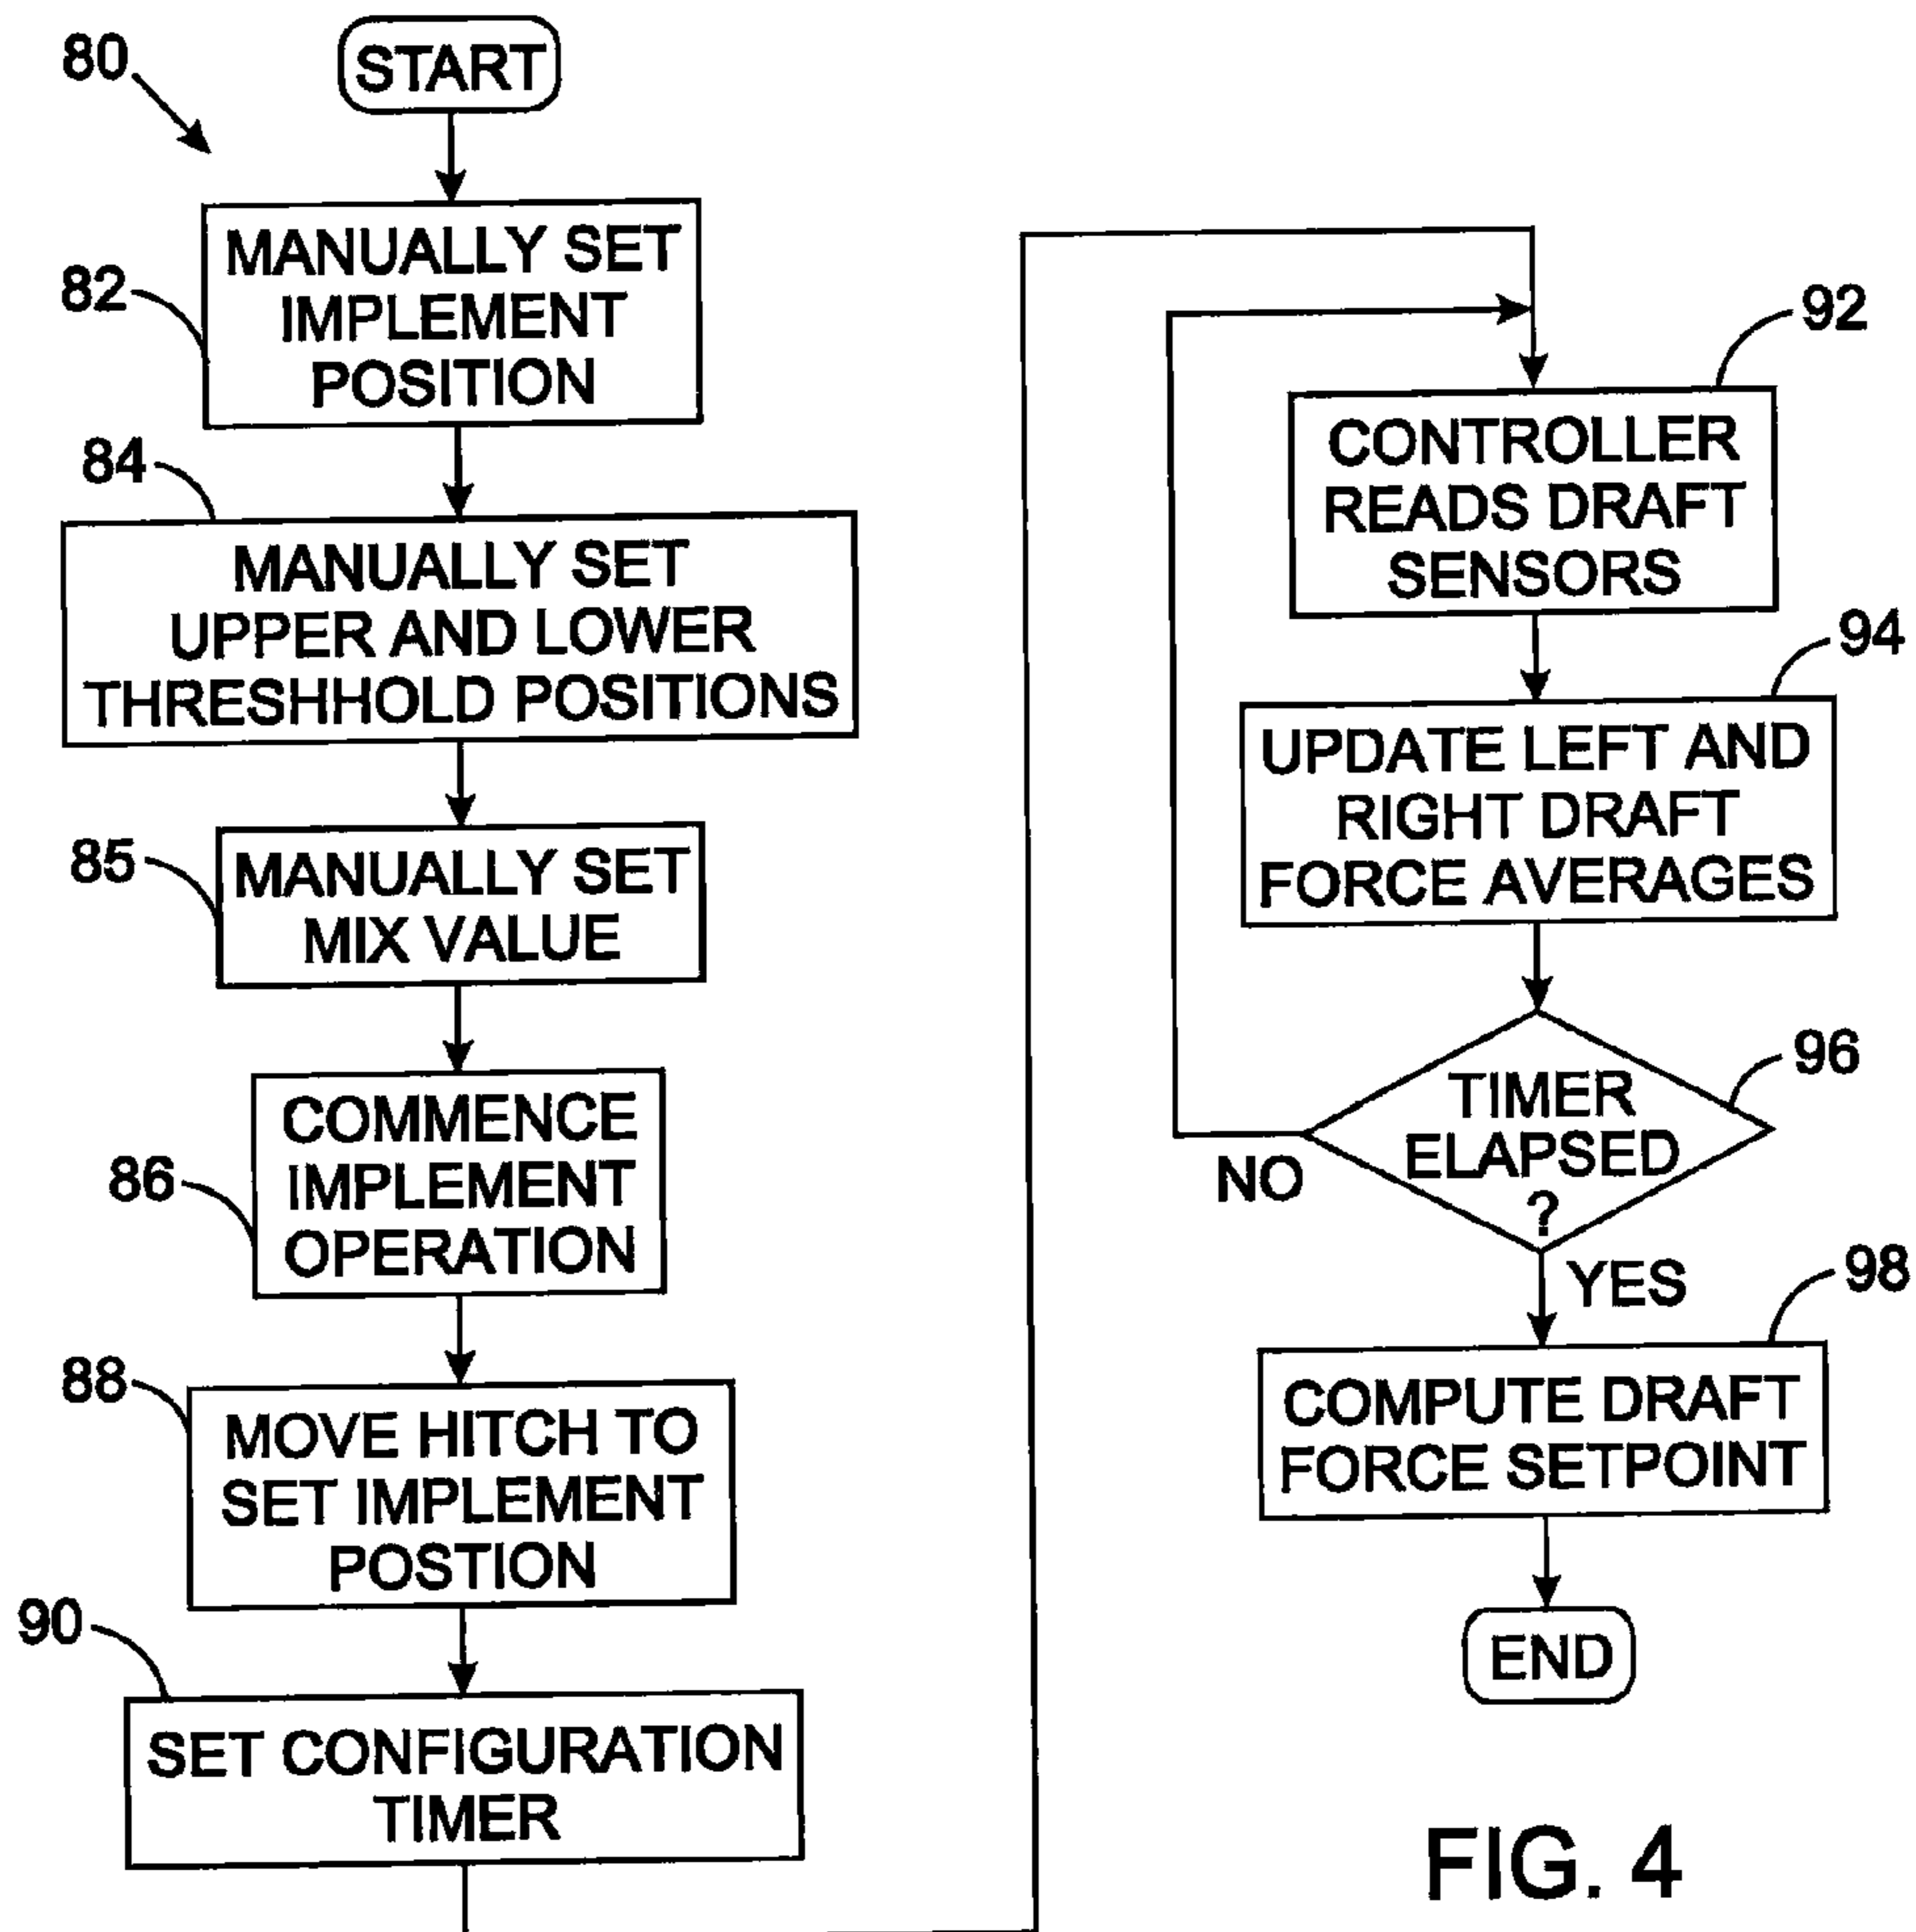 80
START
82
MANUALLY SET
IMPLEMENT
POSITION
84
MANUALLY SET
UPPER AND LOWER
THRESHHOLD POSITIONS
85
MANUALLY SET
MIX VALUE
86
COMMENCE
IMPLEMENT
OPERATION
88
MOVE HITCH TO
SET IMPLEMENT
POSTION
90
SET CONFIGURATION
TIMER
92
CONTROLLER
READS DRAFT
SENSORS
94
UPDATE LEFT AND
RIGHT DRAFT
FORCE AVERAGES
96
TIMER
ELAPSED
?
NO
YES
98
COMPUTE DRAFT
FORCE SETPOINT
END
FIG. 4